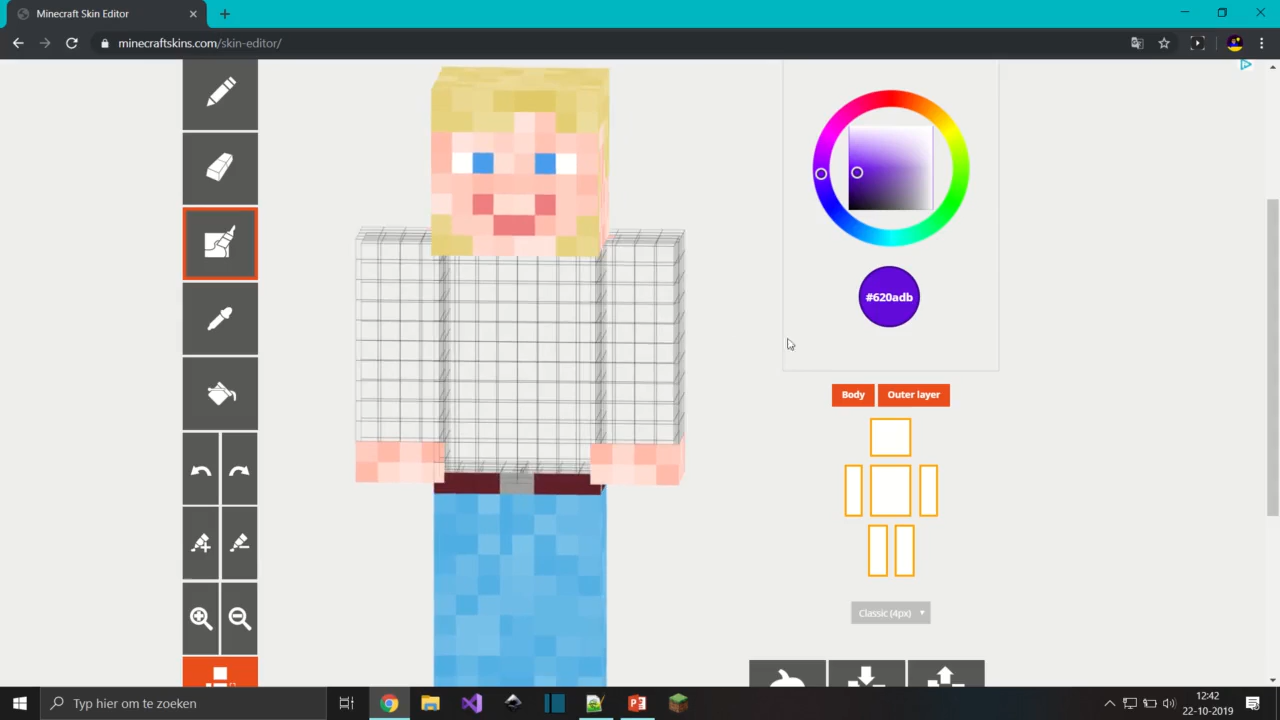 Minecraft Skin Editor
minecraftskins.com/skin-editor/
#620adb
Body
Outer layer
Classic (4px)
Typ hier om te zoeken
12:42
22-10-2019